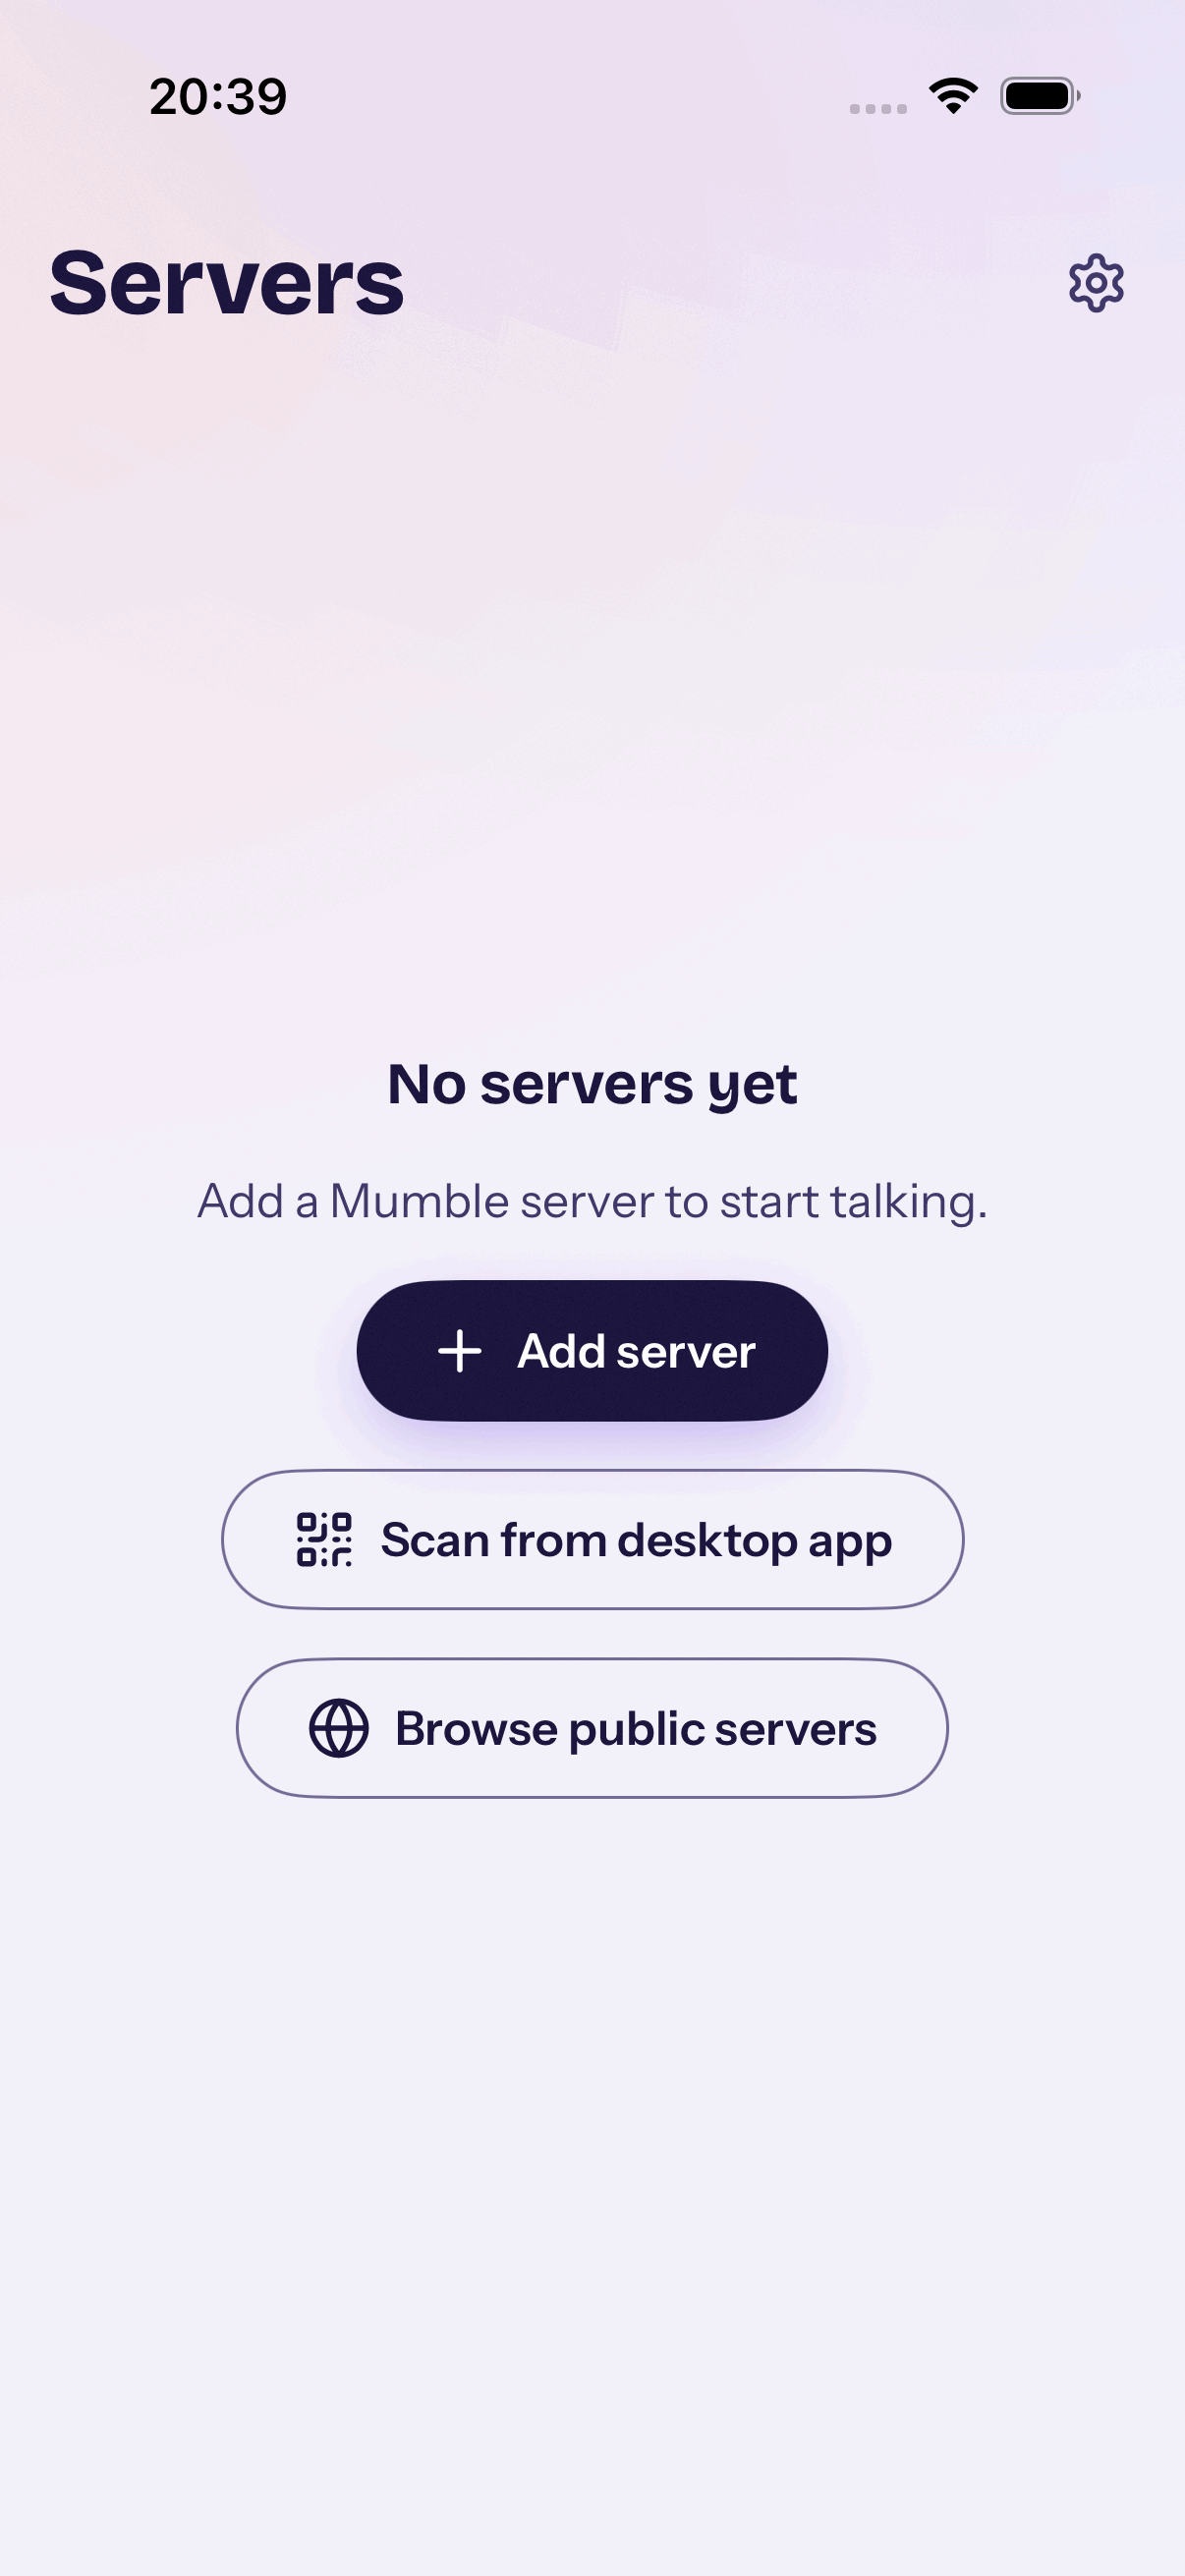 20:39
Servers
No servers yet
Add a Mumble server to start talking.
Add server
Scan from desktop app
Browse public servers